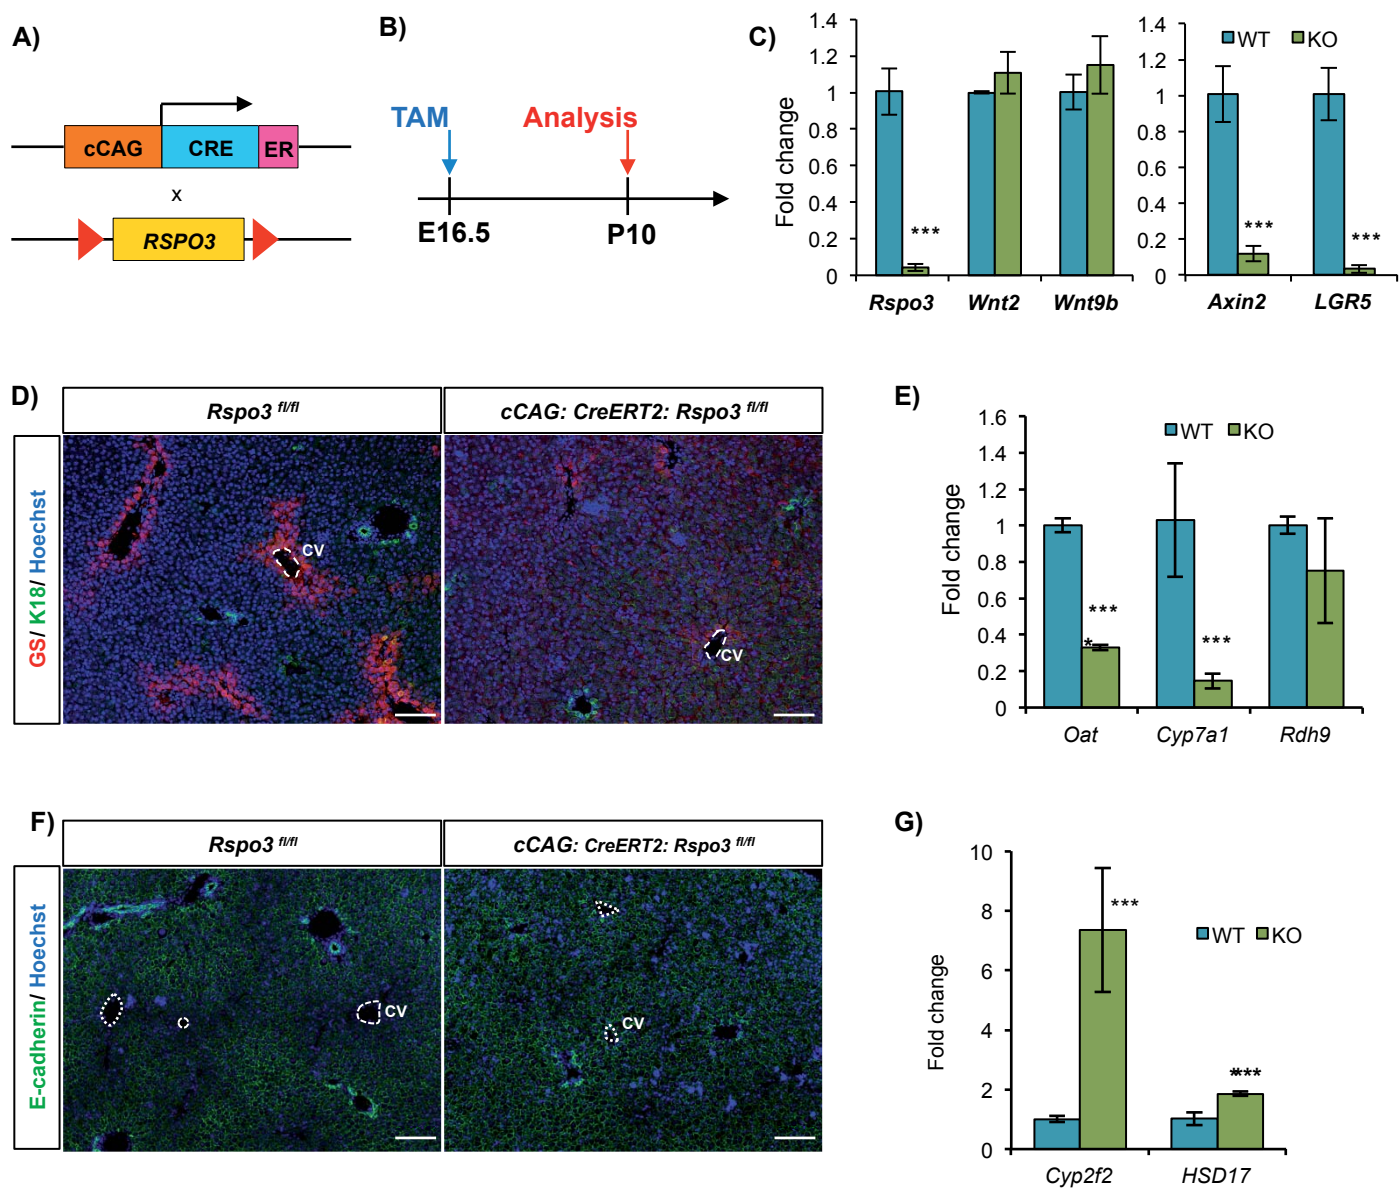 A)
cCAG CRE ER
x
RSPO3
B)
TAM Analysis
E16.5 P10
C)
Fold change
1.4
1.2
1
0.8
0.6
0.4
0.2
0
***
Rspo3 Wnt2 Wnt9b
WT KO
1.4
1.2
1
0.8
0.6
0.4
0.2
0
*** ***
Axin2 LGR5
D)
Rspo3 fl/fl cCAG: CreERT2: Rspo3 fl/fl
GS/ K18/ Hoechst
CV
CV
E)
Fold change
WT KO
1.6
1.4
1.2
1
0.8
0.6
0.4
0.2
0
***
*
***
Oat Cyp7a1 Rdh9
F)
Rspo3 fl/fl cCAG: CreERT2: Rspo3 fl/fl
E-cadherin/ Hoechst
CV
CV
G)
Fold change
WT KO
10
8
6
4
2
0
***
****
Cyp2f2 HSD17